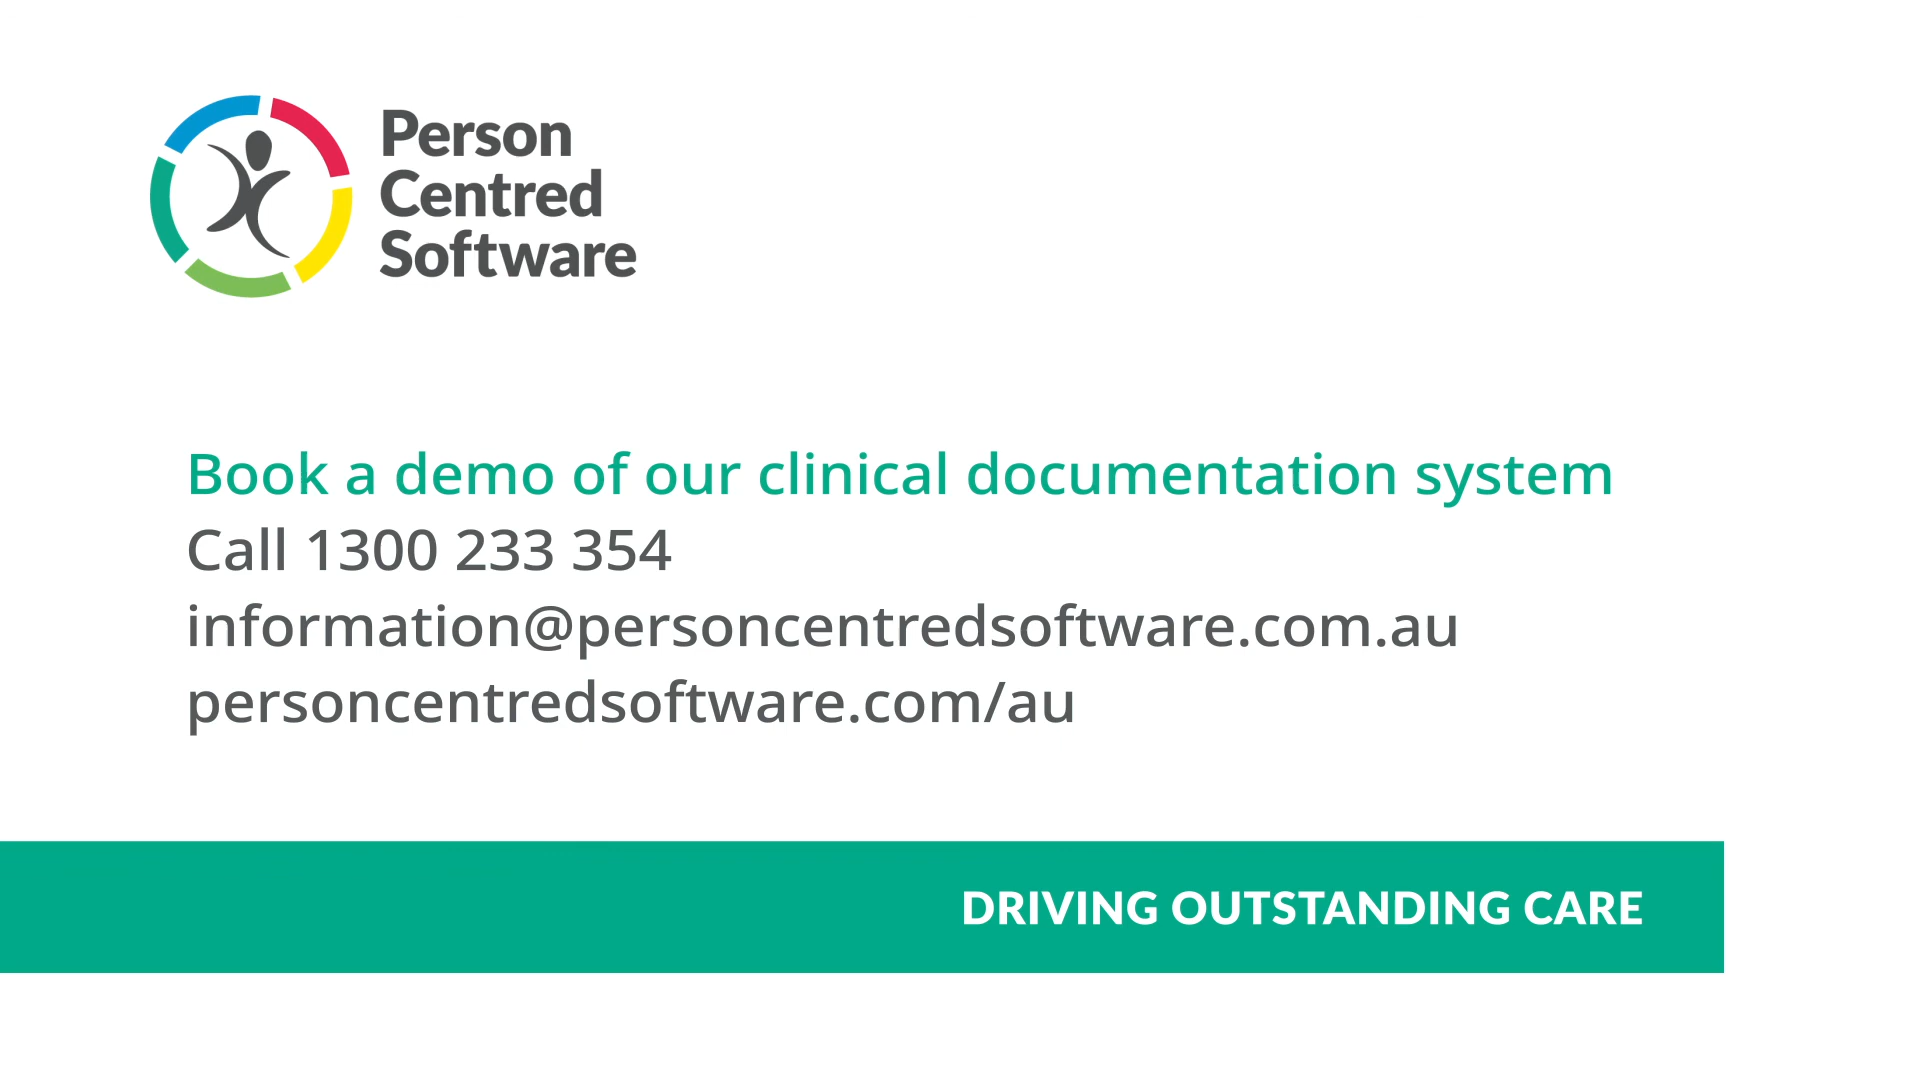 Person
Centred
Software
Book a demo of our clinical documentation system
Call 1300 233 354
information@personcentredsoftware.com.au
personcentredsoftware.com/au
DRIVING OUTSTANDING CARE